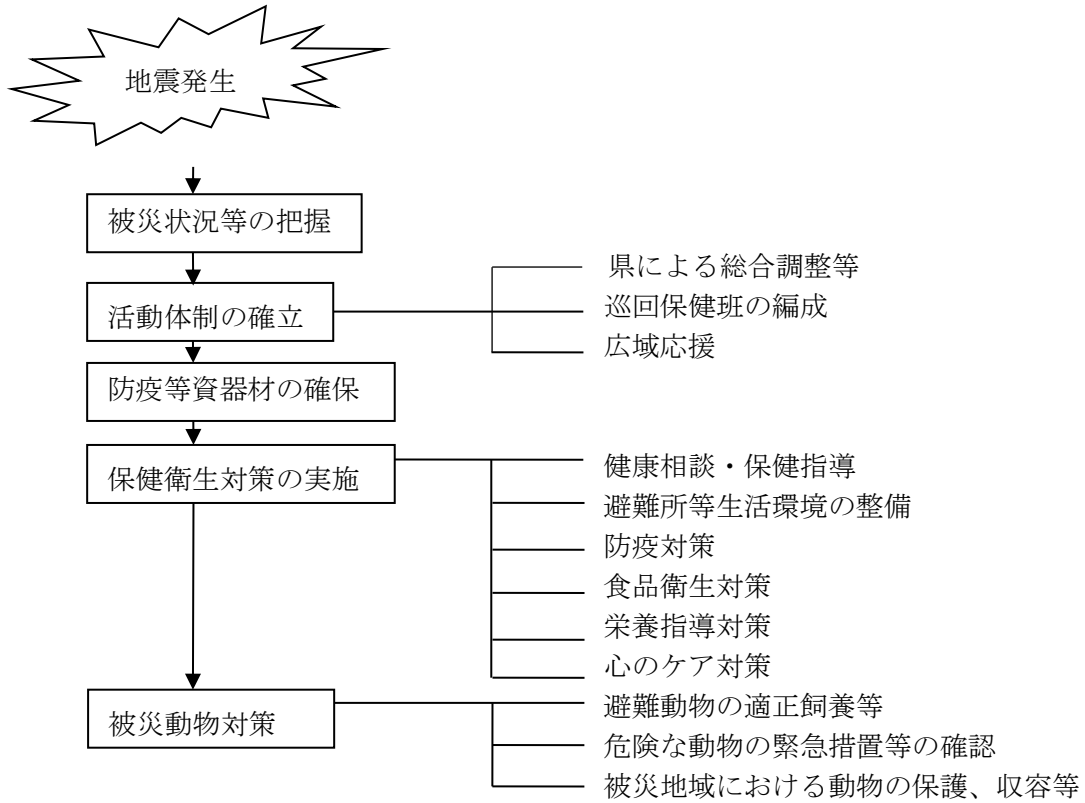 地震発生
被災状況等の把握
活動体制の確立
県による総合調整等
巡回保健班の編成
広域応援
防疫等資器材の確保
保健衛生対策の実施
健康相談・保健指導
避難所等生活環境の整備
防疫対策
食品衛生対策
栄養指導対策
心のケア対策
被災動物対策
避難動物の適正飼養等
危険な動物の緊急措置等の確認
被災地域における動物の保護、収容等